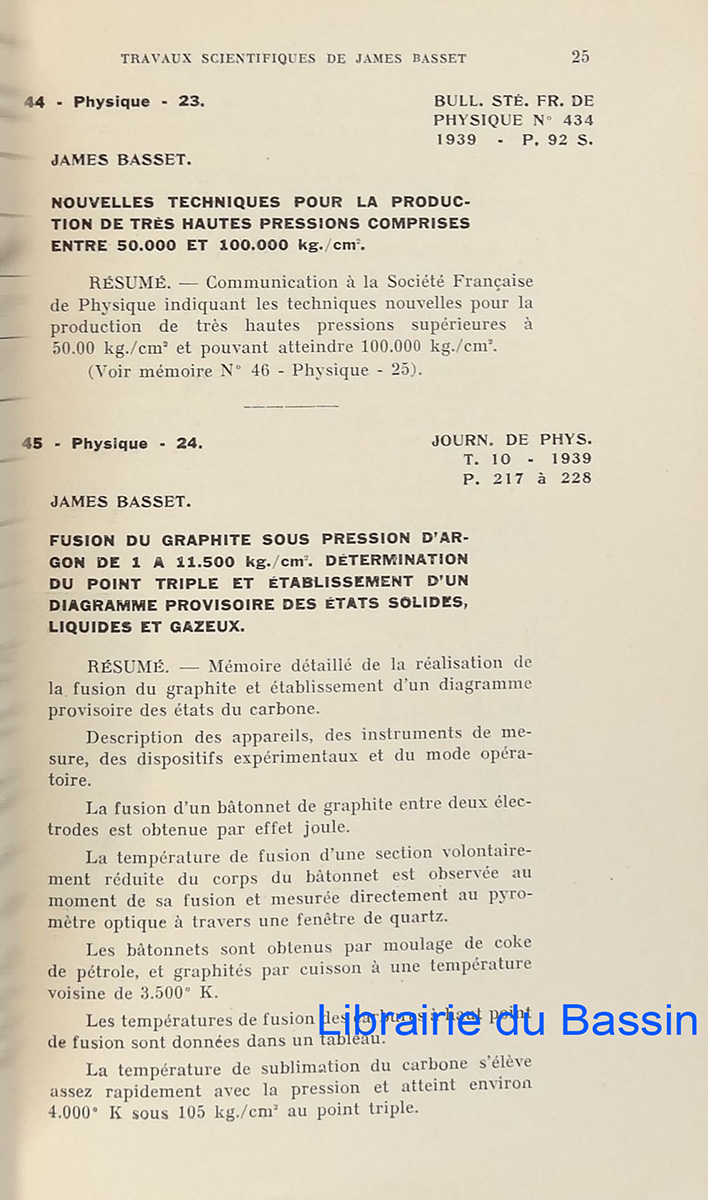 TRAVAUX SCIENTIFIQUES DE JAMES BASSET 25
44 - Physique - 23. BULL. STÉ. FR. DE
PHYSIQUE N° 434
1939 - P. 92 S.
JAMES BASSET.
NOUVELLES TECHNIQUES POUR LA PRODUC-
TION DE TRÈS HAUTES PRESSIONS COMPRISES
ENTRE 50.000 ET 100.000 kg./cm².
RÉSUMÉ. — Communication à la Société Française
de Physique indiquant les techniques nouvelles pour la
production de très hautes pressions supérieures à
50.00 kg./cm² et pouvant atteindre 100.000 kg./cm².
(Voir mémoire N° 46 - Physique - 25).
45 - Physique - 24. JOURN. DE PHYS.
T. 10 - 1939
P. 217 à 228
JAMES BASSET.
FUSION DU GRAPHITE SOUS PRESSION D'AR-
GON DE 1 A 11.500 kg./cm². DÉTERMINATION
DU POINT TRIPLE ET ÉTABLISSEMENT D'UN
DIAGRAMME PROVISOIRE DES ÉTATS SOLIDES,
LIQUIDES ET GAZEUX.
RÉSUMÉ. — Mémoire détaillé de la réalisation de
la fusion du graphite et établissement d'un diagramme
provisoire des états du carbone.
Description des appareils, des instruments de me-
sure, des dispositifs expérimentaux et du mode opéra-
toire.
La fusion d'un bâtonnet de graphite entre deux élec-
trodes est obtenue par effet joule.
La température de fusion d'une section volontaire-
ment réduite du corps du bâtonnet est observée au
moment de sa fusion et mesurée directement au pyro-
mètre optique à travers une fenêtre de quartz.
Les bâtonnets sont obtenus par moulage de coke
de pétrole, et graphités par cuisson à une température
voisine de 3.500° K.
Les températures de fusion des carbures à haut point
de fusion sont données dans un tableau.
Librairie du Bassin
La température de sublimation du carbone s'élève
assez rapidement avec la pression et atteint environ
4.000° K sous 105 kg./cm² au point triple.